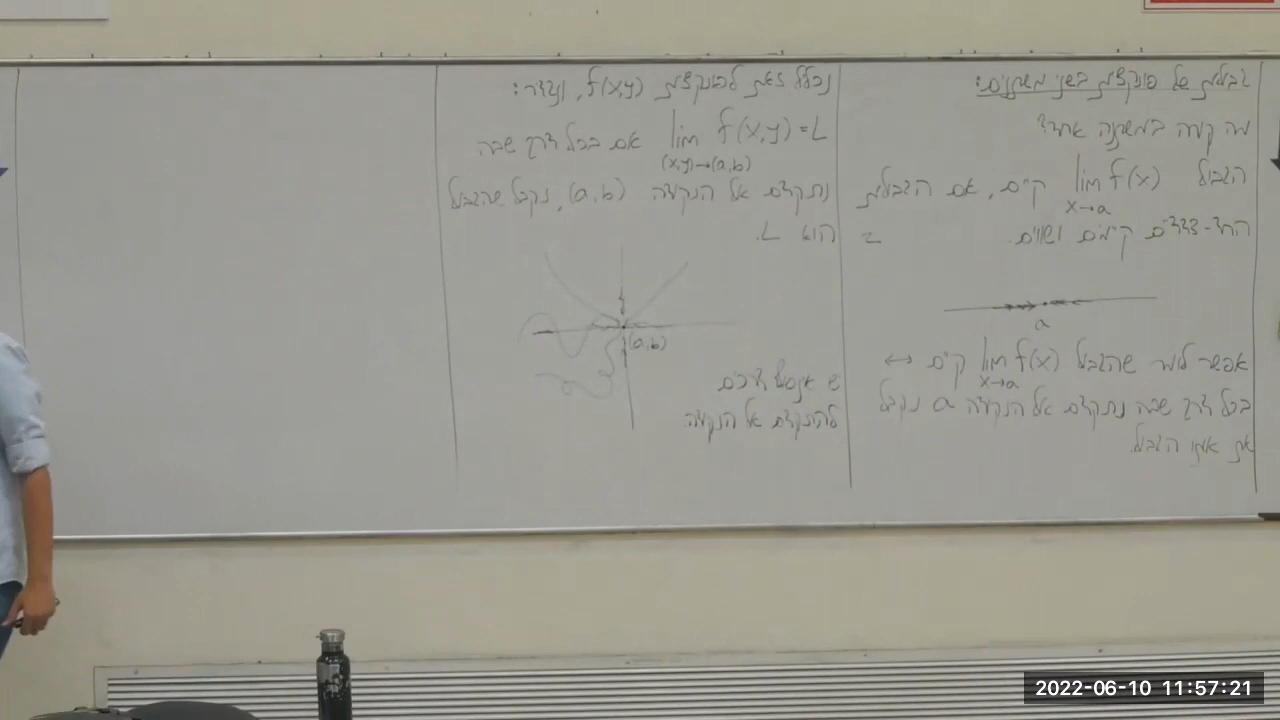 גבולות של פונקציות בשני משתנים:
מה קורה במשתנה אחד?
הגבול lim f(x) קיים, אם הגבולות
x→a
החד-צדדים קיימים ושווים.
a
אפשר לומר שהגבול lim f(x) קיים ↔
x→a
בכל דרך שבה נתקדם אל הנקודה a נקבל
את אותו הגבול.
נכליל זאת לפונקציות f(x,y), ונגדיר:
lim f(x,y) = L אם בכל דרך שבה
(x,y)→(a,b)
נתקדם אל הנקודה (a,b), נקבל שהגבול
הוא L.
(a,b)
יש אינסוף דרכים
להתקדם אל הנקודה.
2022-06-10 11:57:21